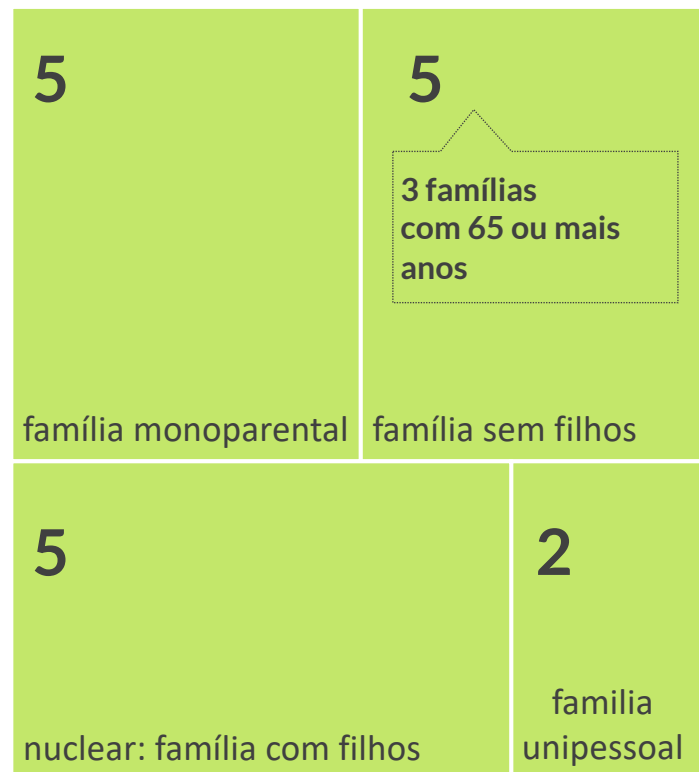 5
família monoparental
5
3 famílias
com 65 ou mais
anos
família sem filhos
5
nuclear: família com filhos
2
familia
unipessoal